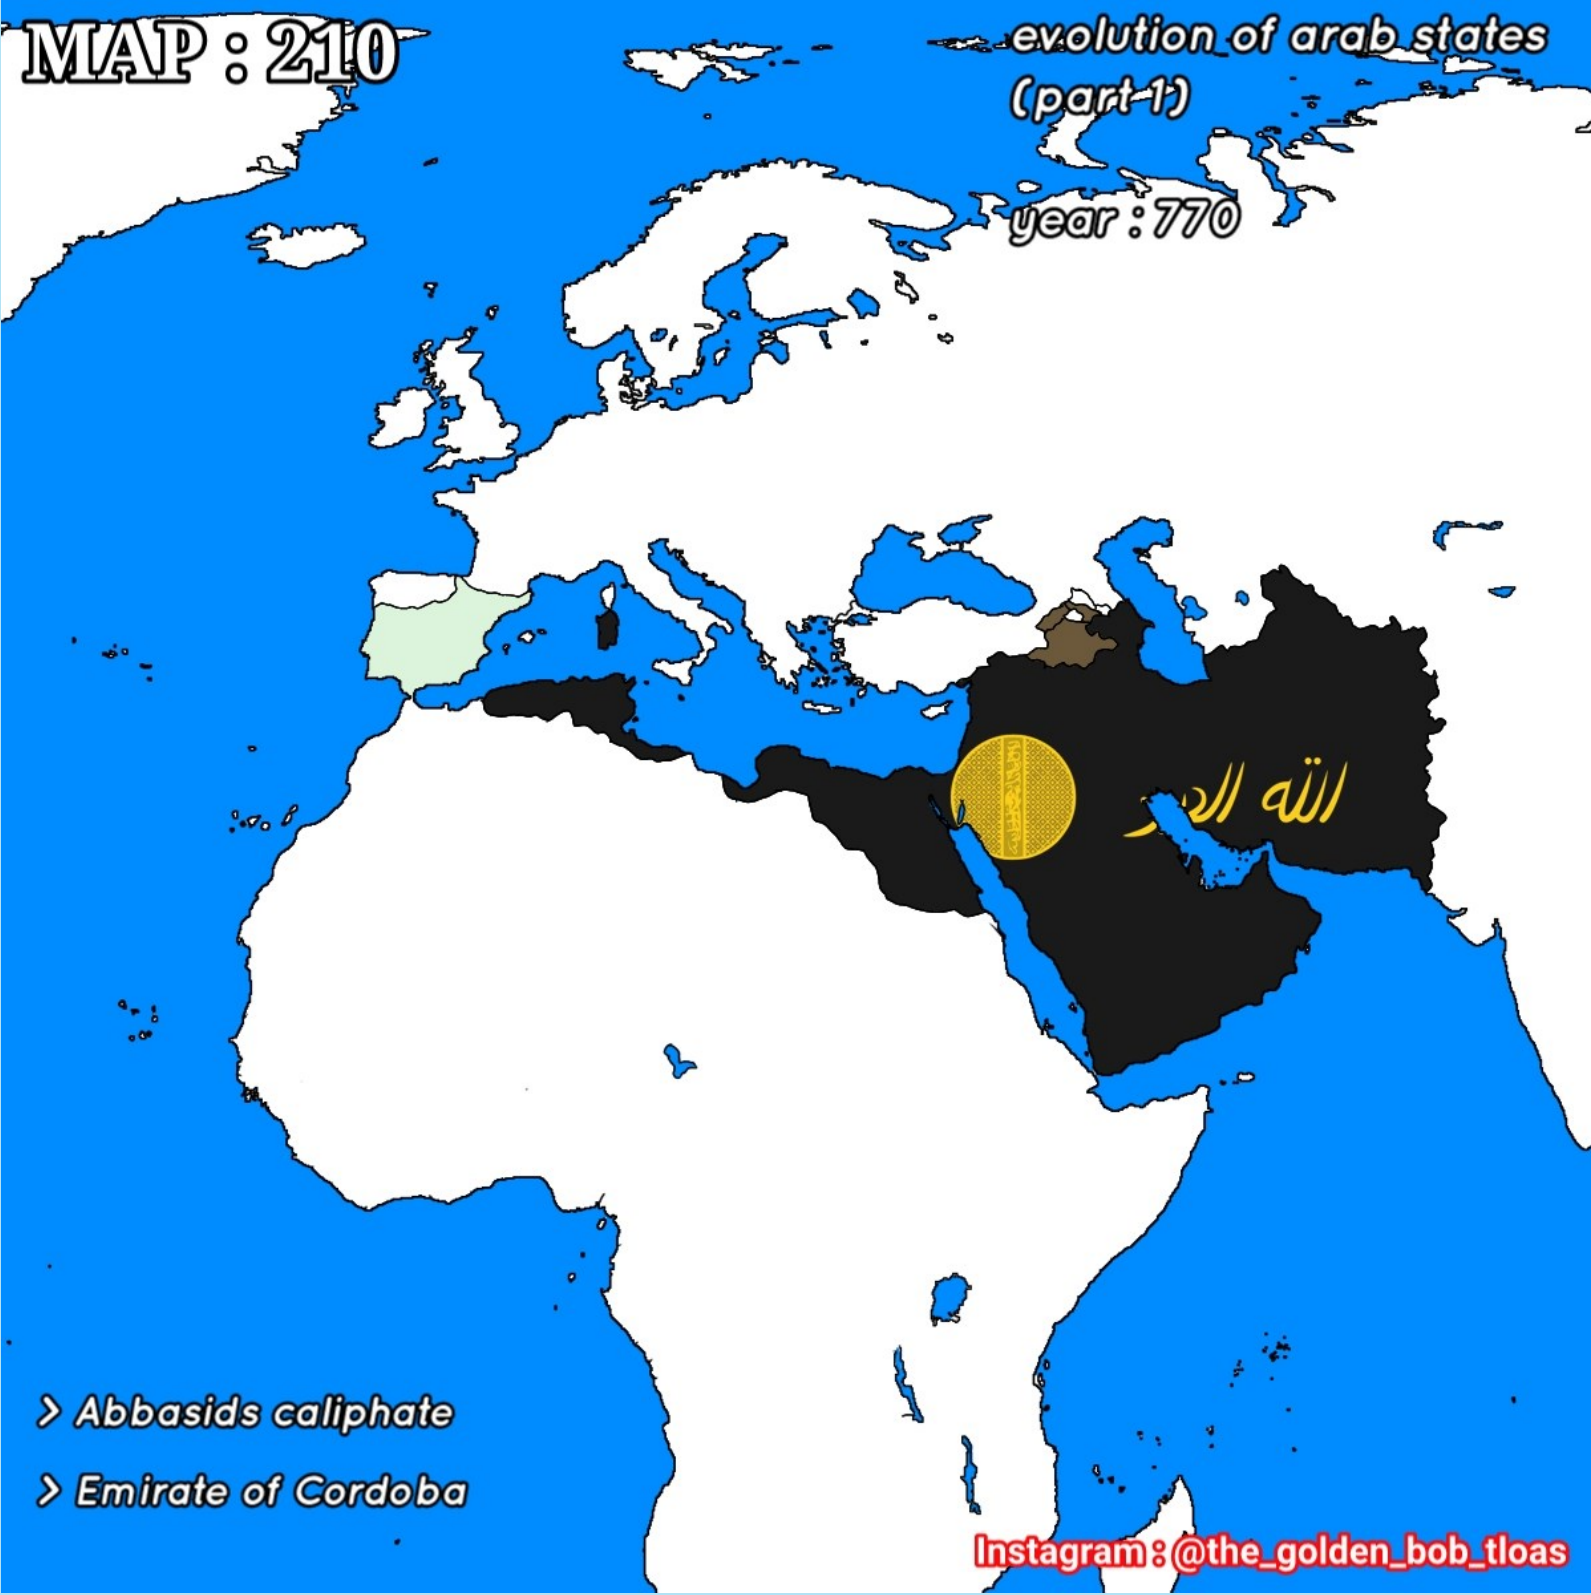 MAP : 210
evolution of arab states
(part 1)
year : 770
الله
> Abbasids caliphate
> Emirate of Cordoba
Instagram : @the_golden_bob_tloas